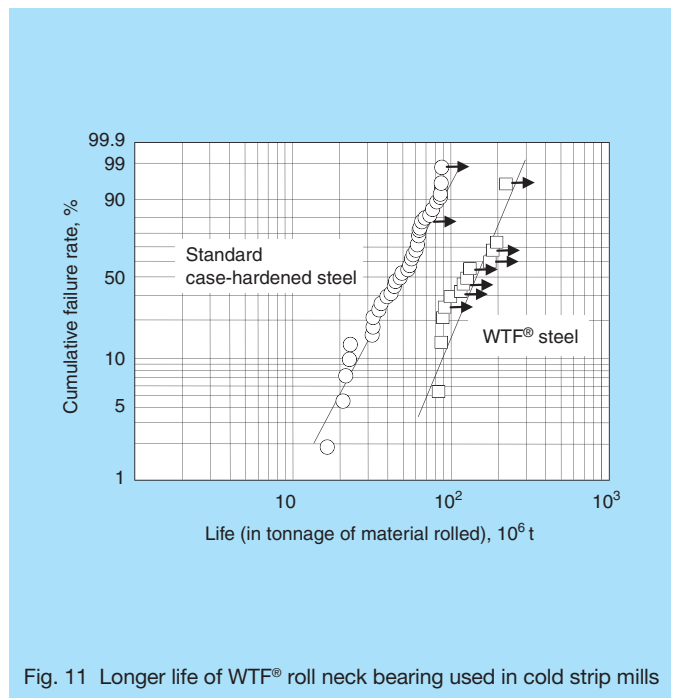 99.9
99
90
50
10
5
1
Cumulative failure rate, %
Standard
case-hardened steel
WTF® steel
10
10²
10³
Life (in tonnage of material rolled), 10⁶ t
Fig. 11 Longer life of WTF® roll neck bearing used in cold strip mills